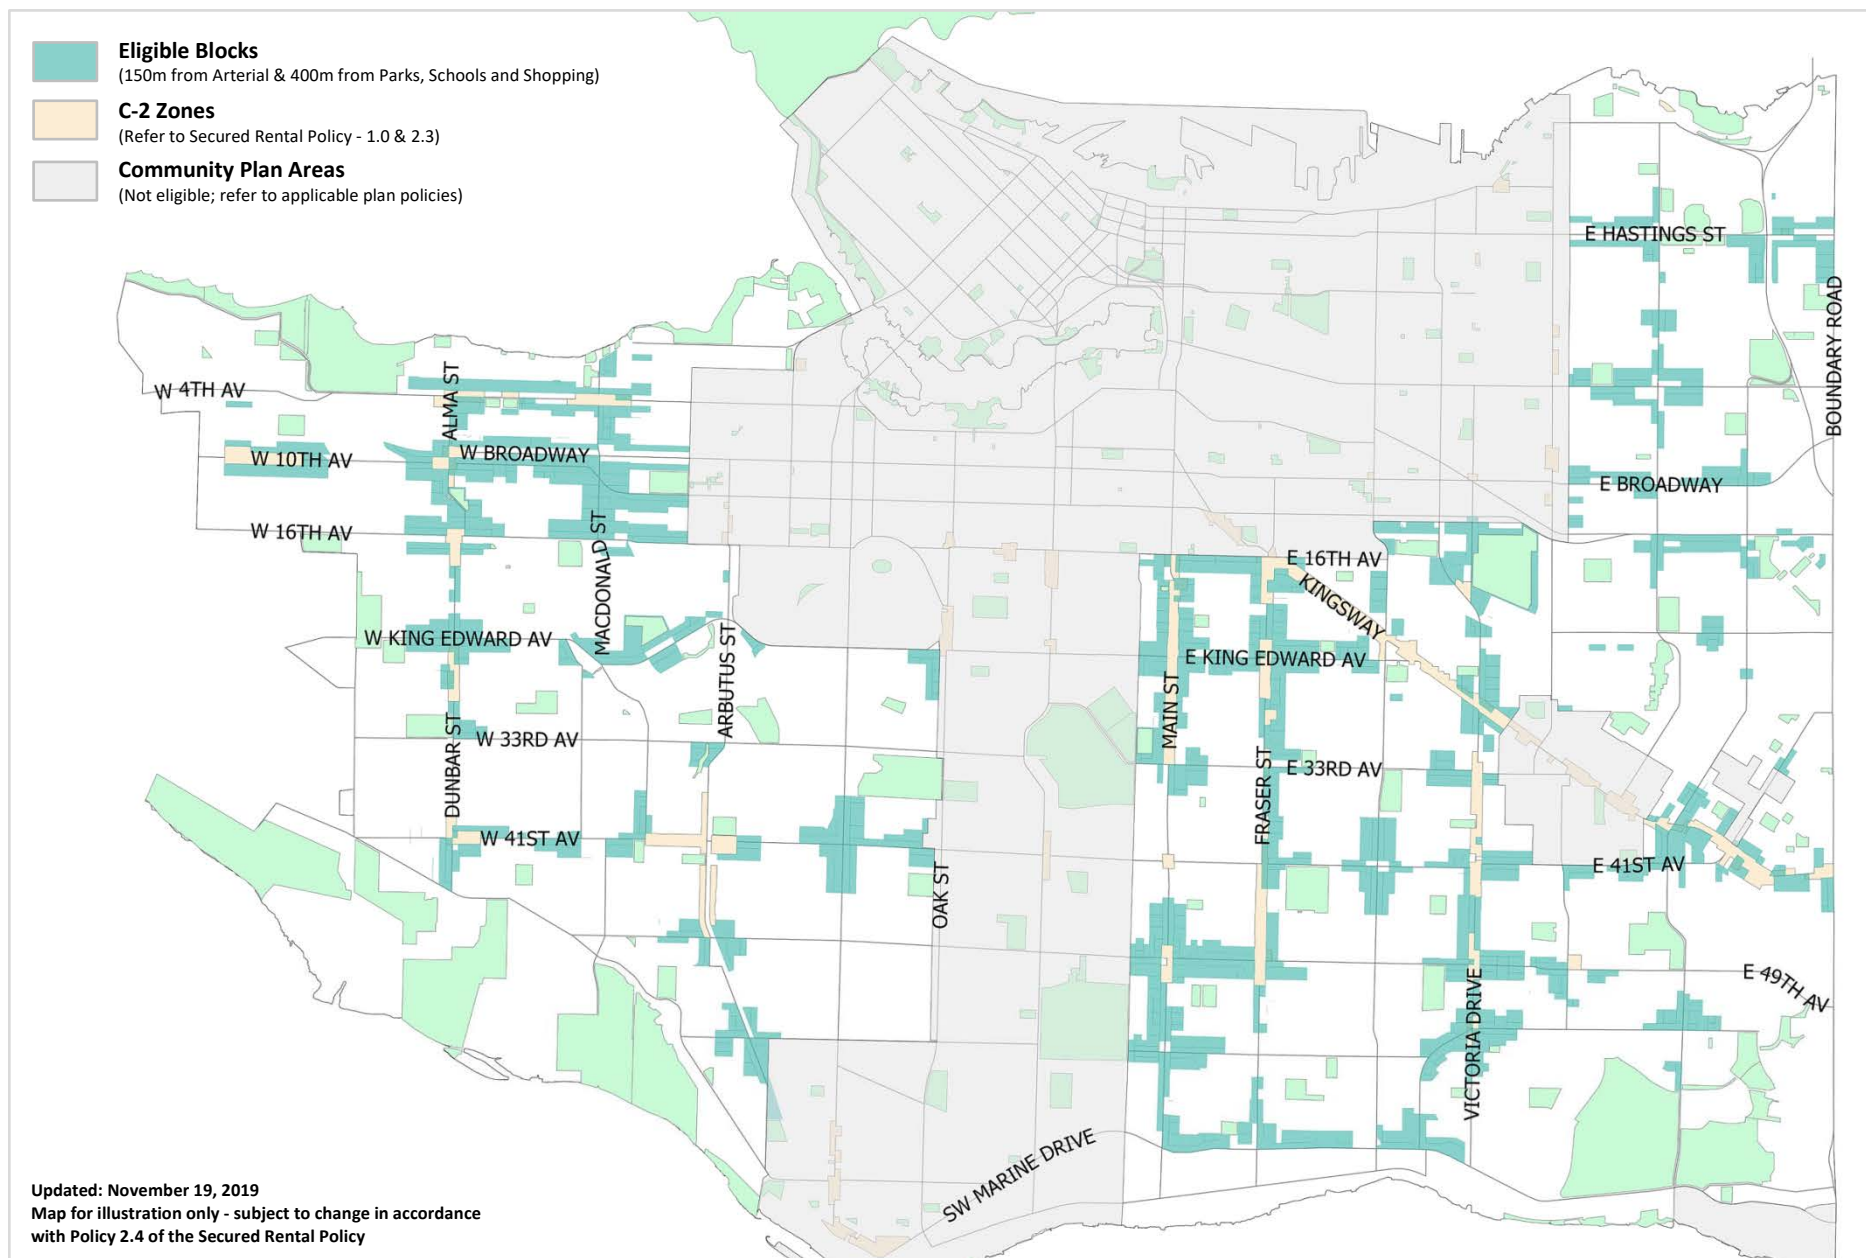 Eligible Blocks
(150m from Arterial & 400m from Parks, Schools and Shopping)
C-2 Zones
(Refer to Secured Rental Policy - 1.0 & 2.3)
Community Plan Areas
(Not eligible; refer to applicable plan policies)
E HASTINGS ST
BOUNDARY ROAD
W 4TH AV
ALMA ST
W BROADWAY
W 10TH AV
E BROADWAY
W 16TH AV
MACDONALD ST
E 16TH AV
KINGSWAY
W KING EDWARD AV
ARBUTUS ST
E KING EDWARD AV
MAIN ST
DUNBAR ST
W 33RD AV
FRASER ST
E 33RD AV
W 41ST AV
OAK ST
E 41ST AV
VICTORIA DRIVE
E 49TH AV
SW MARINE DRIVE
Updated: November 19, 2019
Map for illustration only - subject to change in accordance
with Policy 2.4 of the Secured Rental Policy